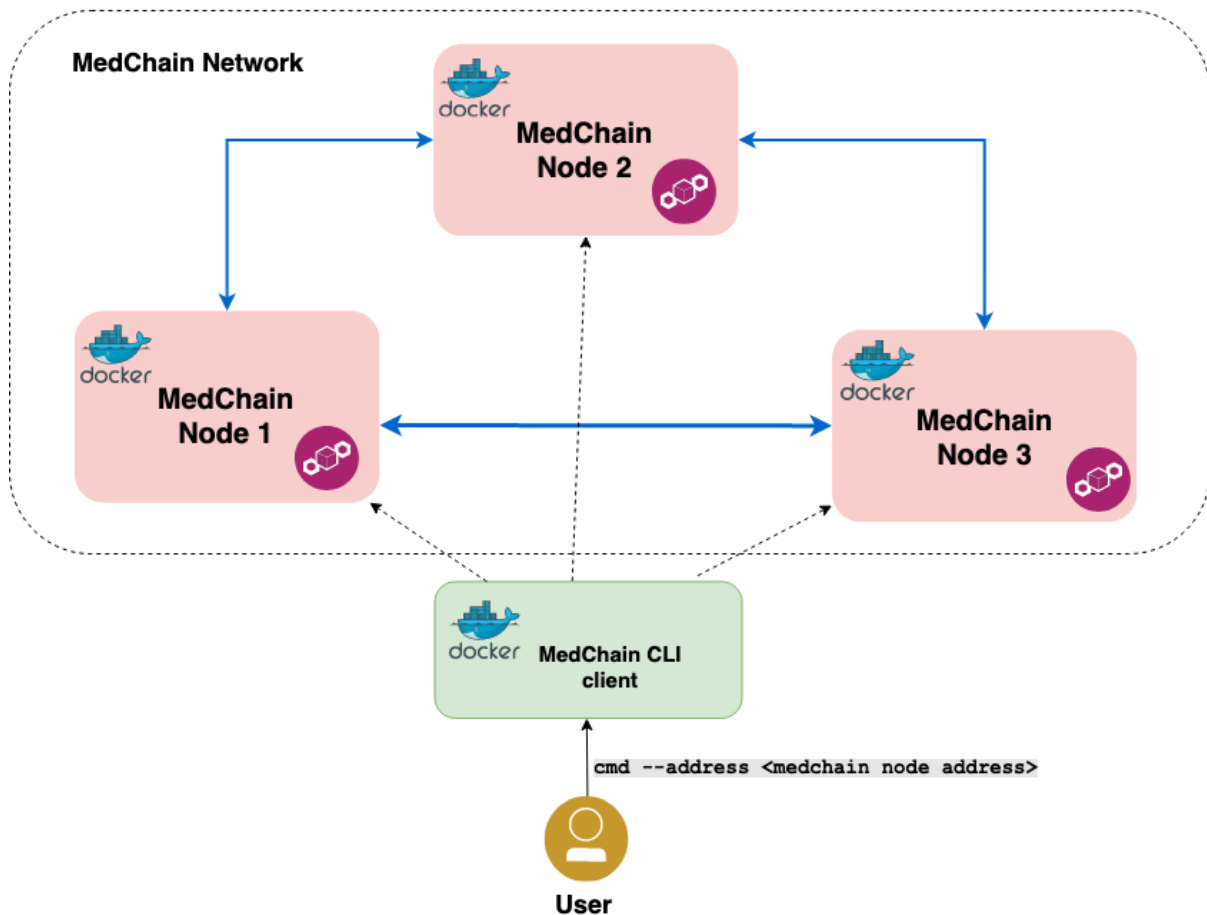 MedChain Network
docker
MedChain
Node 2
docker
MedChain
Node 1
docker
MedChain
Node 3
docker
MedChain CLI
client
cmd --address <medchain node address>
User